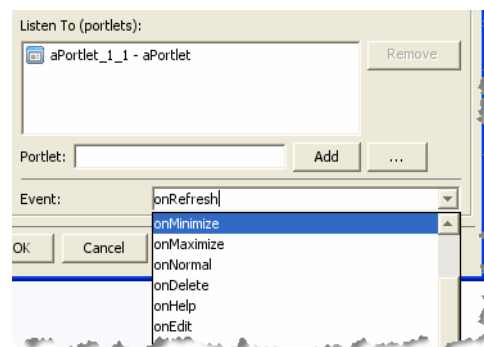 Listen To (portlets):
aPortlet_1_1 - aPortlet
Remove
Portlet:
Add
...
Event:
onRefresh
onMinimize
OK
Cancel
onMaximize
onNormal
onDelete
onHelp
onEdit